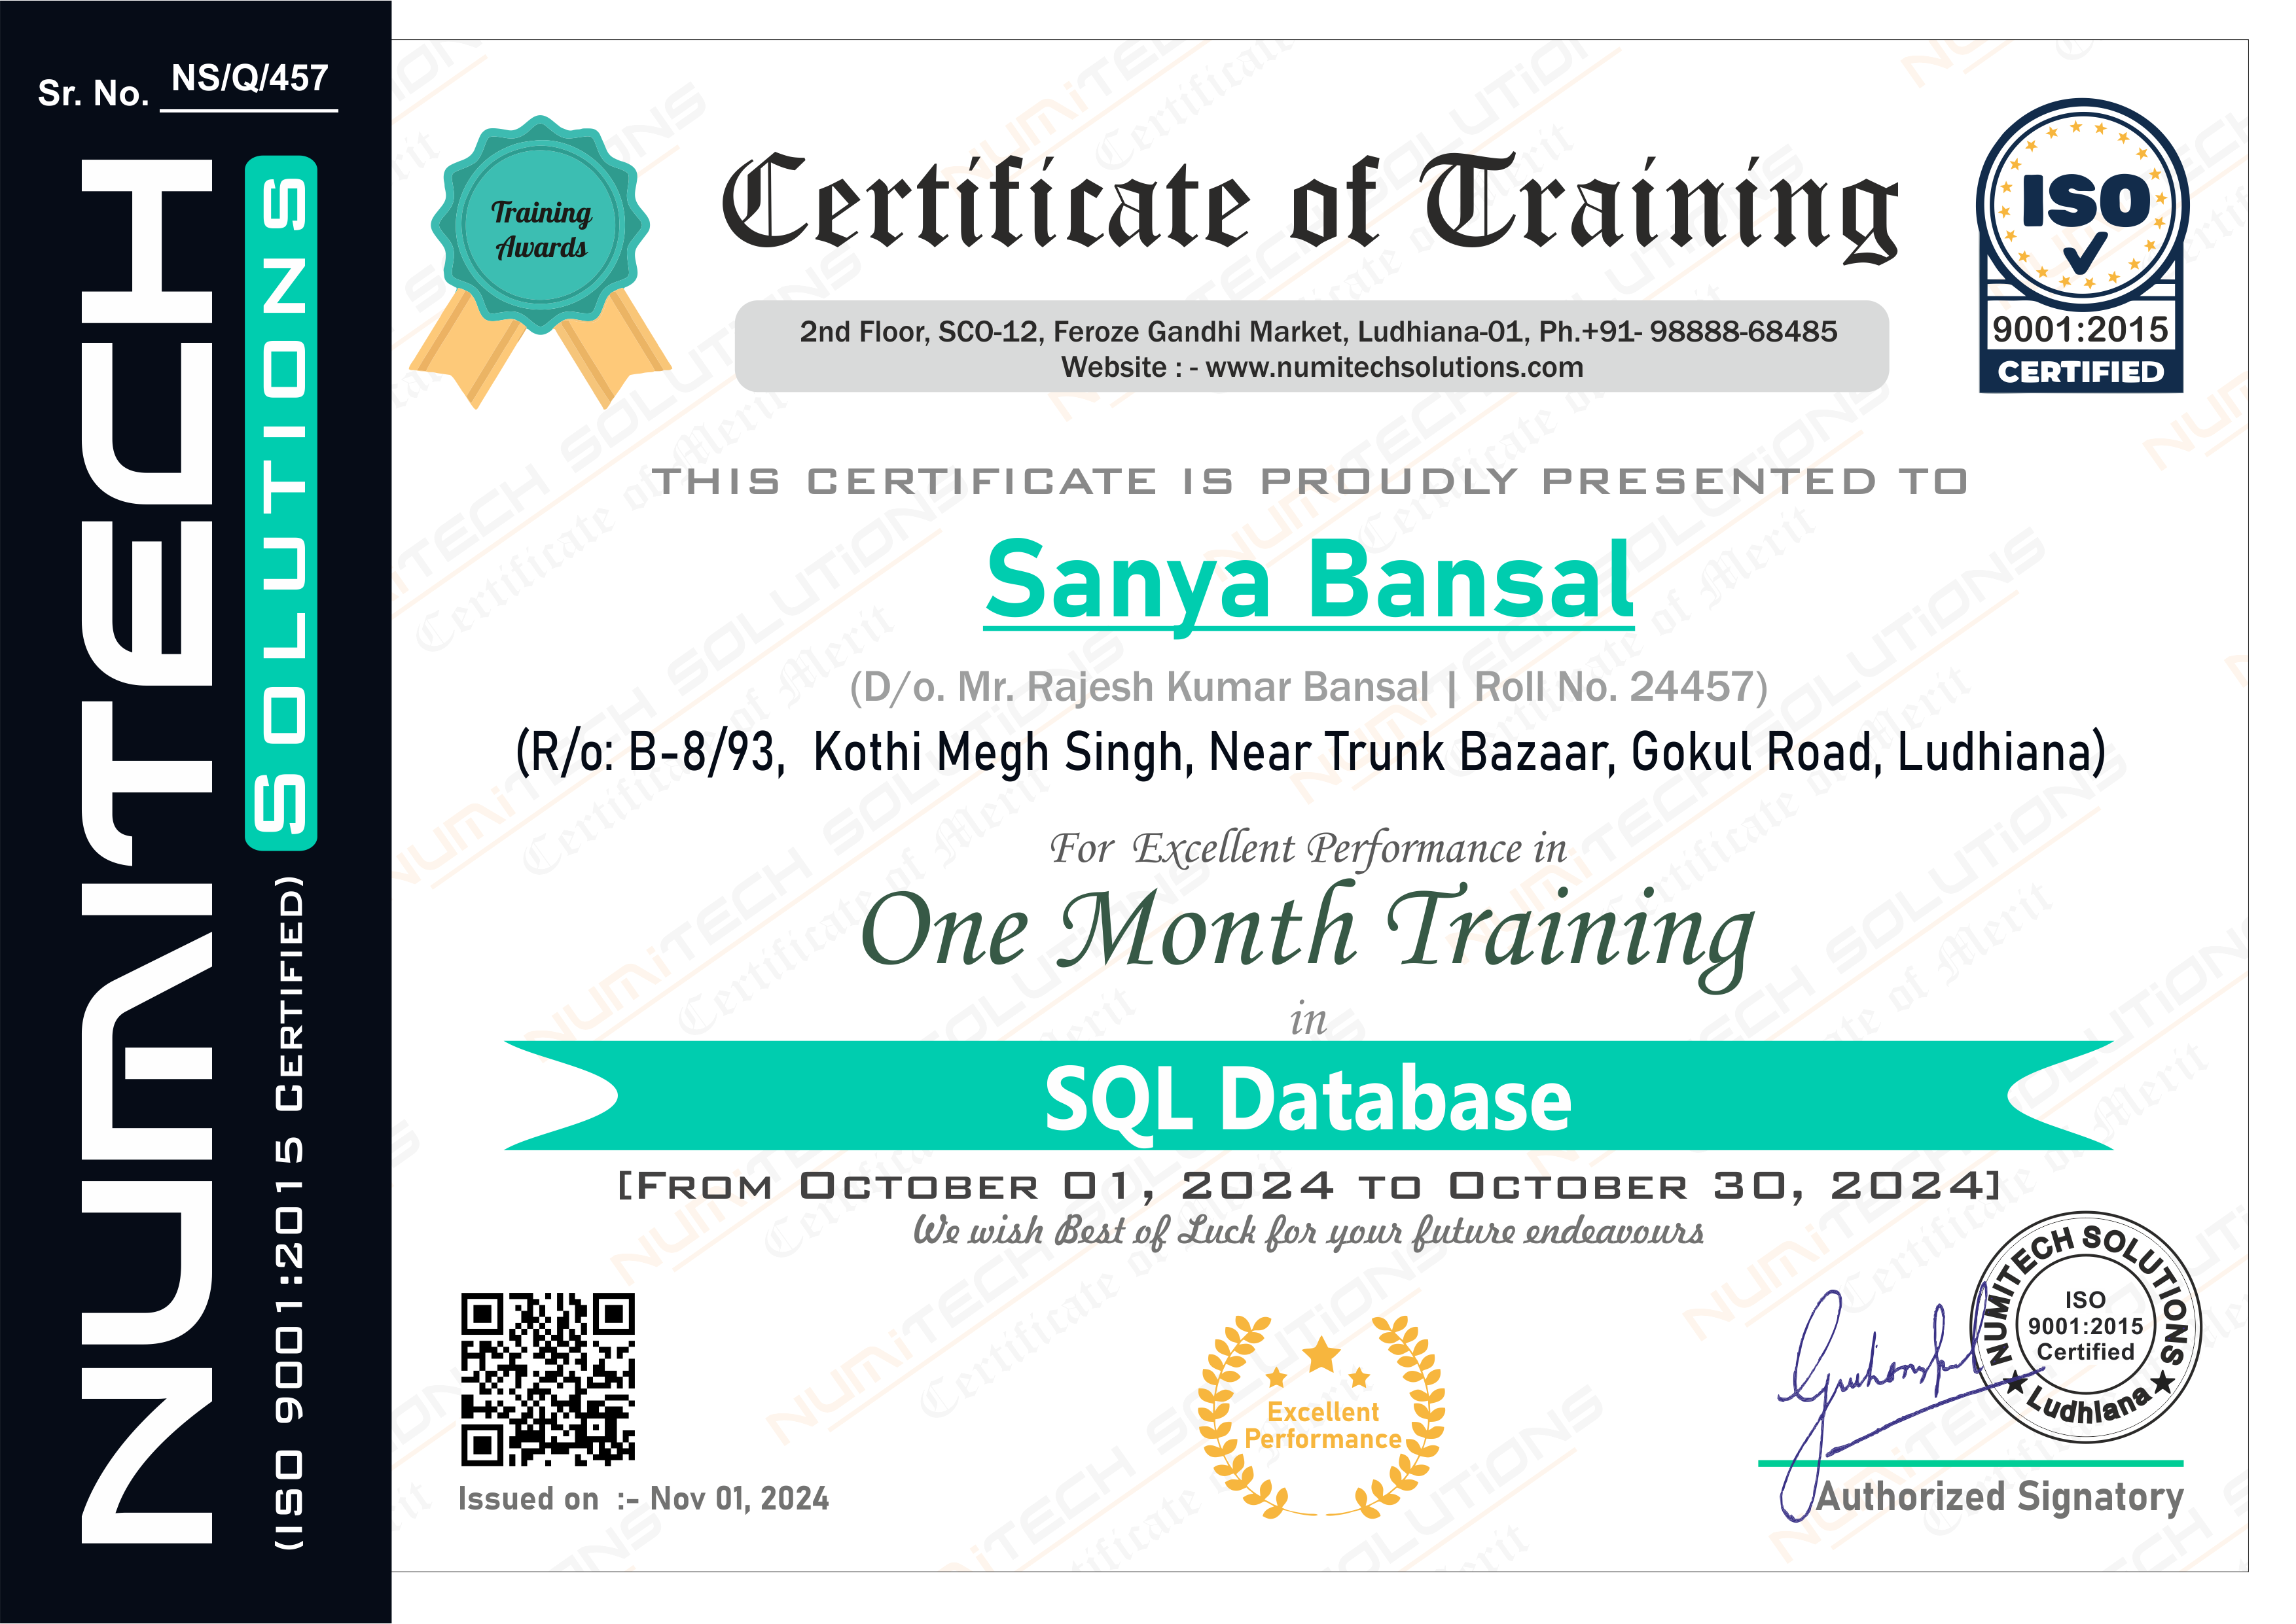 Sr. No. NS/Q/457
NUMITECH
SOLUTIONS
(ISO 9001:2015 CERTIFIED)
Training
Awards
Certificate of Training
ISO
9001:2015
CERTIFIED
2nd Floor, SCO-12, Feroze Gandhi Market, Ludhiana-01, Ph.+91- 98888-68485
Website : - www.numitechsolutions.com
THIS CERTIFICATE IS PROUDLY PRESENTED TO
Sanya Bansal
(D/o. Mr. Rajesh Kumar Bansal | Roll No. 24457)
(R/o: B-8/93, Kothi Megh Singh, Near Trunk Bazaar, Gokul Road, Ludhiana)
For Excellent Performance in
One Month Training
in
SQL Database
[FROM OCTOBER 01, 2024 TO OCTOBER 30, 2024]
We wish Best of Luck for your future endeavours
Excellent
Performance
NUMITECH SOLUTIONS
ISO
9001:2015
Certified
★ Ludhiana ★
Issued on :- Nov 01, 2024
Authorized Signatory